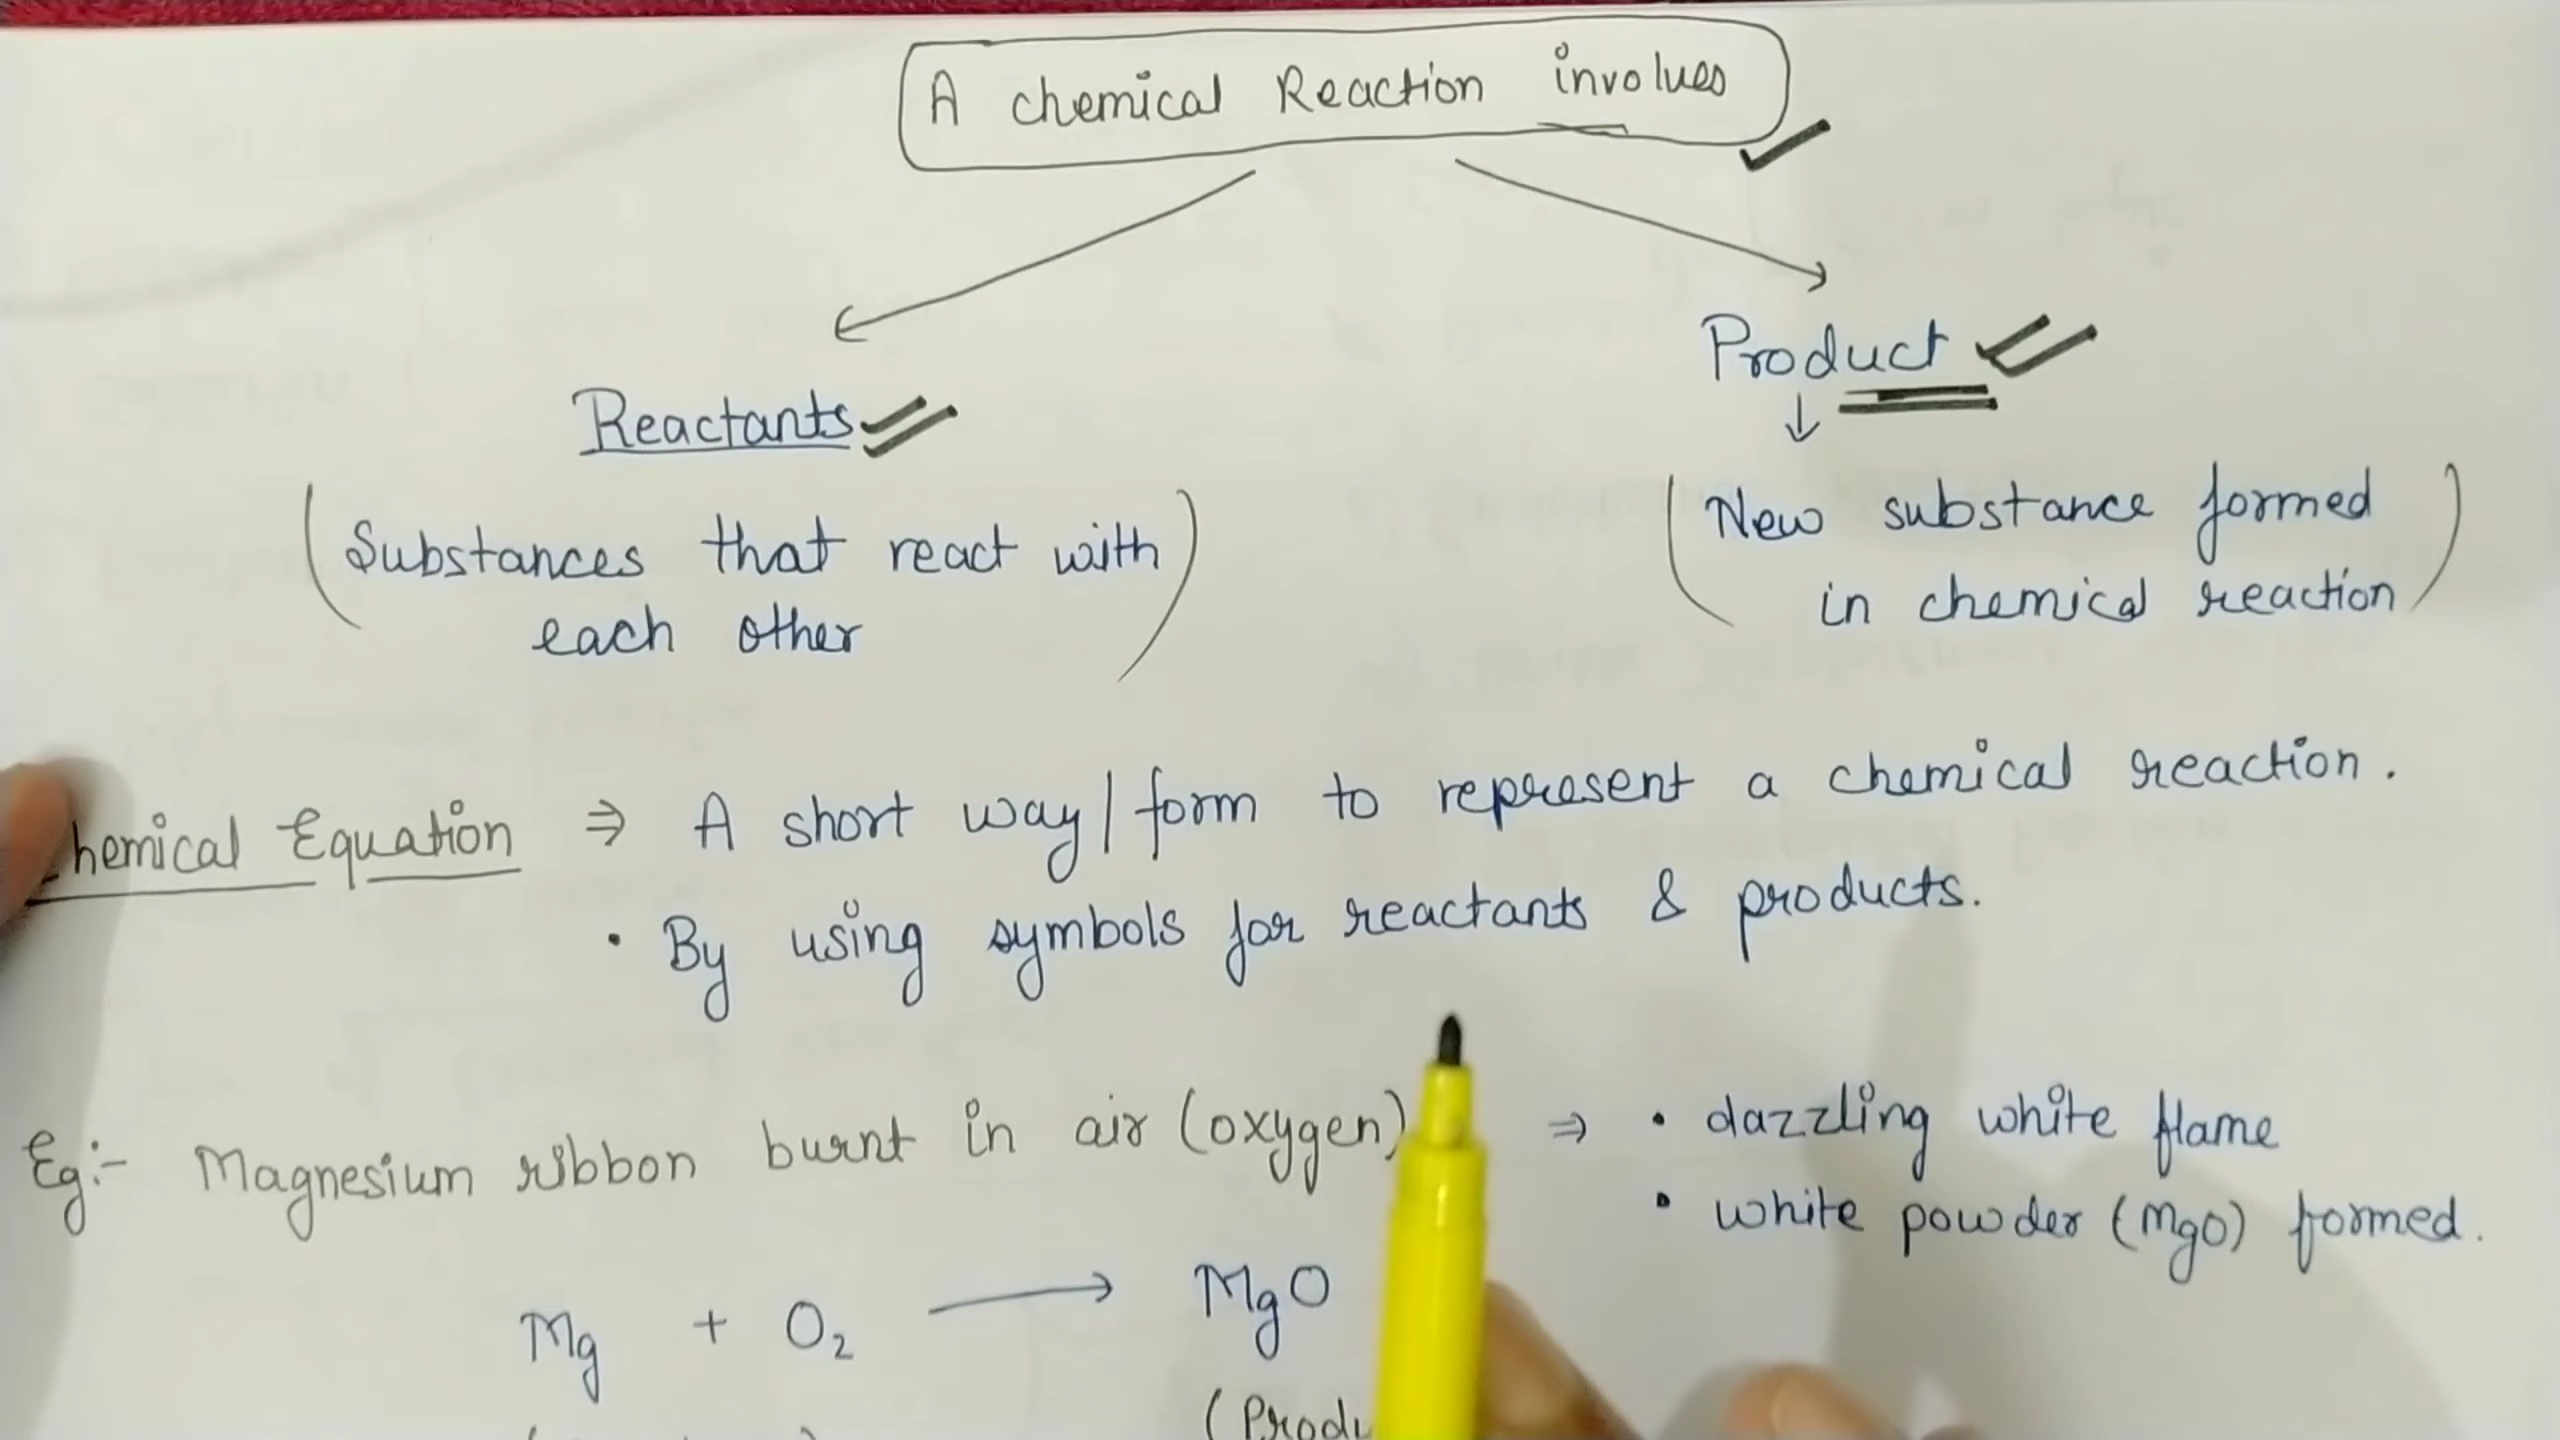 A chemical Reaction involves
Product
Reactants
↓
(New substance formed
in chemical reaction)
(Substances that react with
each other)
hemical Equation ⇒ A short way/form to represent a chemical reaction.
• By using symbols for reactants & products.
Eg:- Magnesium ribbon burnt in air (oxygen) ⇒ • dazzling white flame
• white powder (MgO) formed.
Mg + O₂ → MgO
(Produ